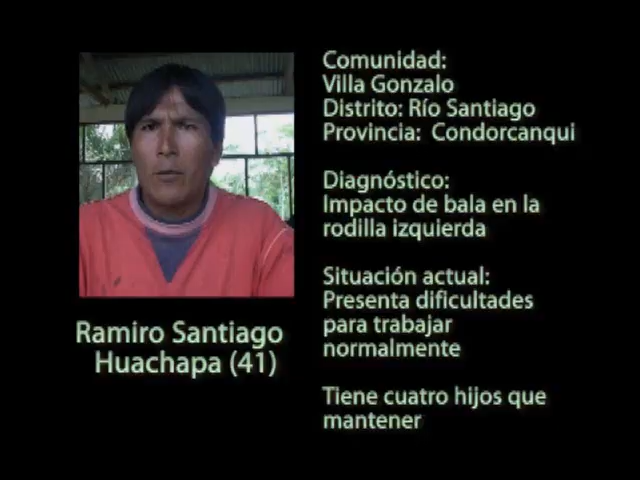 Comunidad:
Villa Gonzalo
Distrito: Río Santiago
Provincia: Condorcanqui
Diagnóstico:
Impacto de bala en la
rodilla izquierda
Situación actual:
Presenta dificultades
para trabajar
normalmente
Tiene cuatro hijos que
mantener
Ramiro Santiago
Huachapa (41)